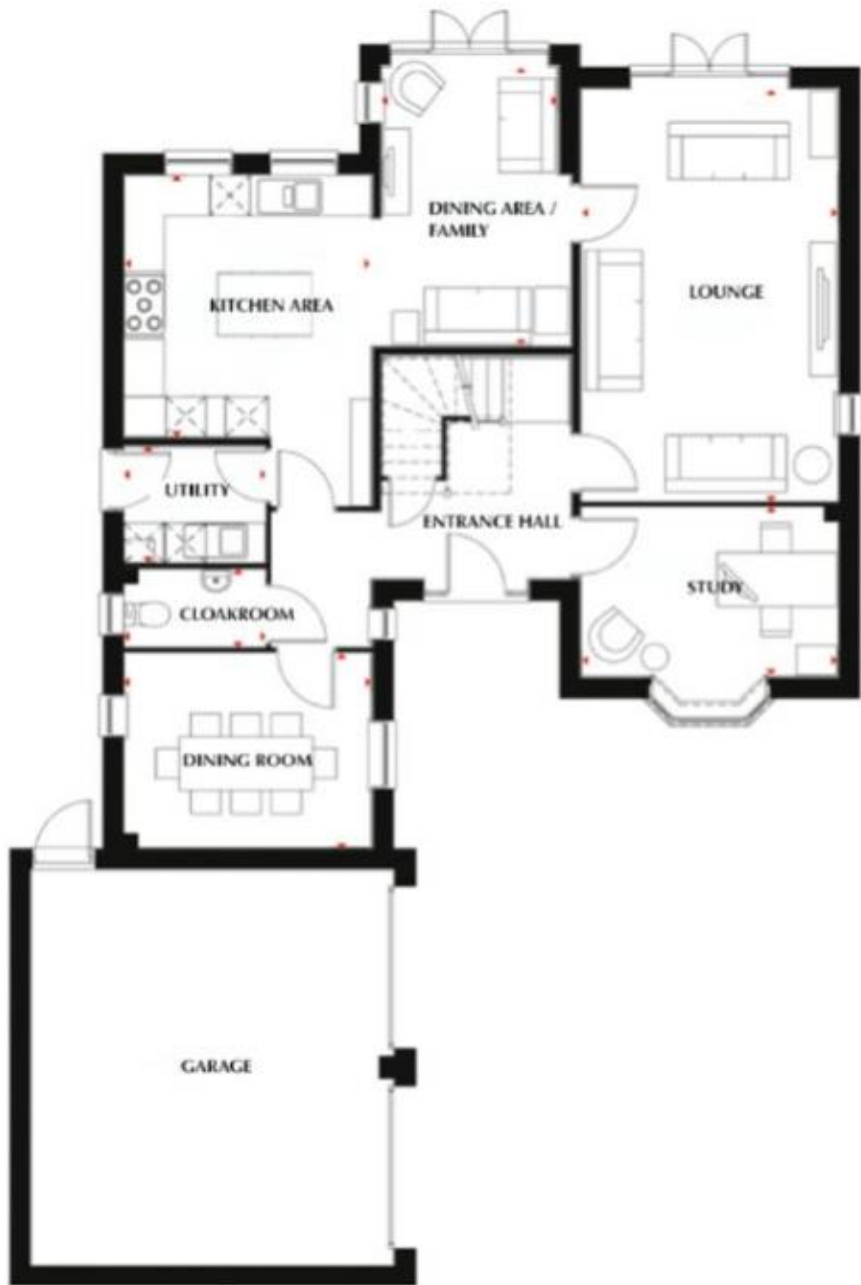 DINING AREA /
FAMILY
LOUNGE
KITCHEN AREA
UTILITY
ENTRANCE HALL
STUDY
CLOAKROOM
DINING ROOM
GARAGE